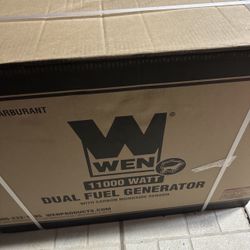 CARBURANT
WEN
11000 WATT
DUAL FUEL GENERATOR
WITH CARBON MONOXIDE SENSOR
WENPRODUCTS.COM